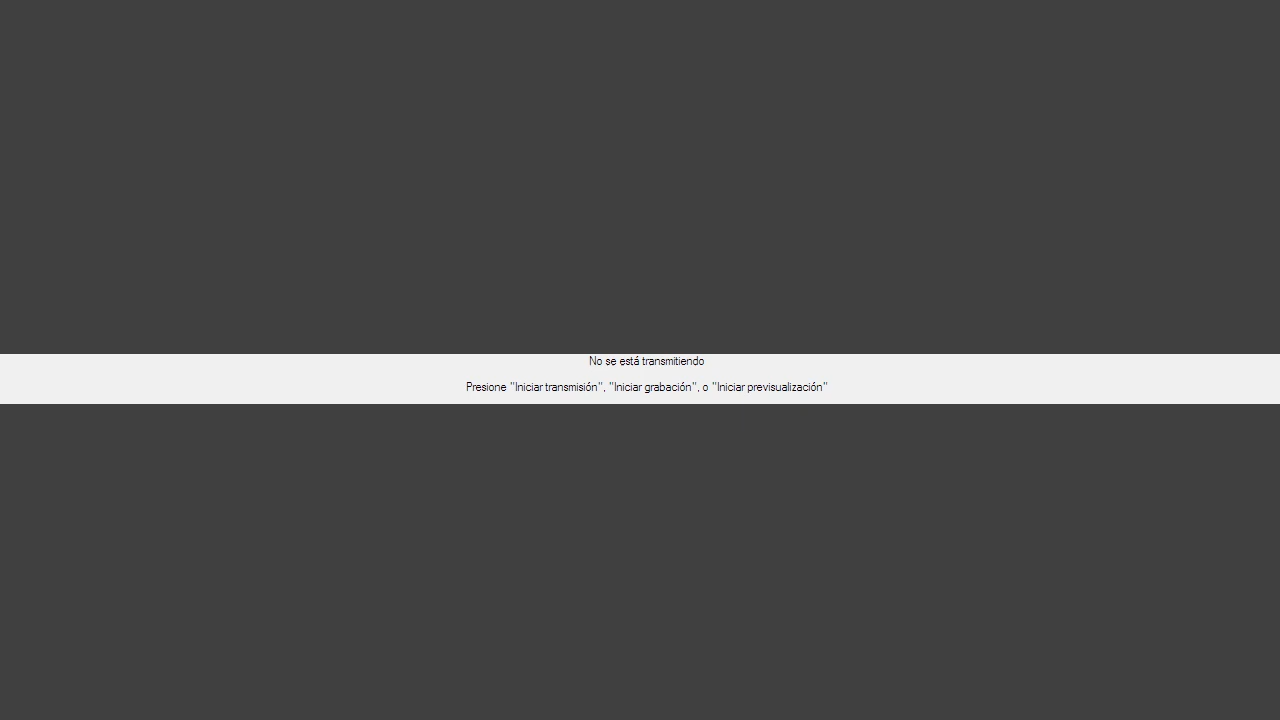 No se está transmitiendo
Presione "Iniciar transmisión", "Iniciar grabación", o "Iniciar previsualización"